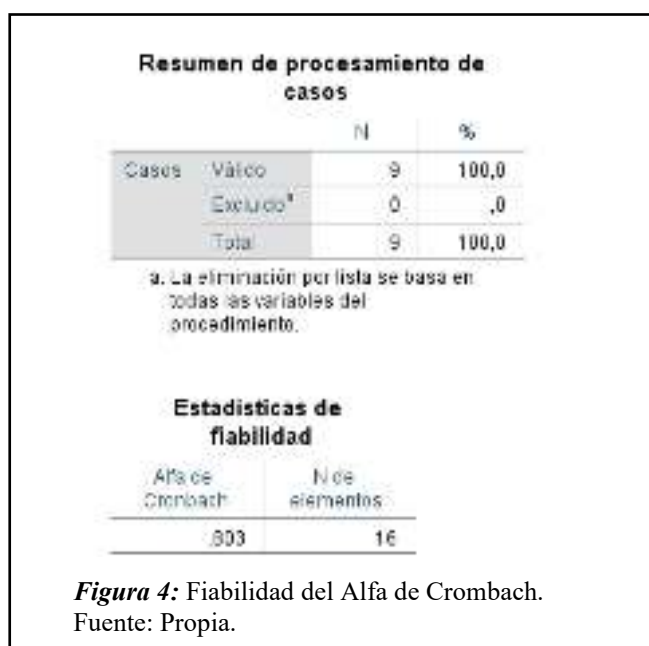 Resumen de procesamiento de
casos
N %
Casos Válido 9 100,0
Excluido a 0 ,0
Total 9 100,0
a. La eliminación por lista se basa en
todas las variables del
procedimiento.
Estadísticas de
fiabilidad
Alfa de N de
Cronbach elementos
16
Figura 4: Fiabilidad del Alfa de Crombach.
Fuente: Propia.